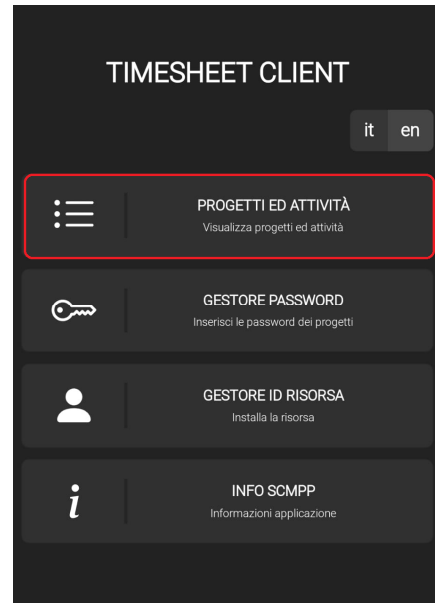 TIMESHEET CLIENT
it en
PROGETTI ED ATTIVITÀ
Visualizza progetti ed attività
GESTORE PASSWORD
Inserisci le password dei progetti
GESTORE ID RISORSA
Installa la risorsa
INFO SCMPP
Informazioni applicazione